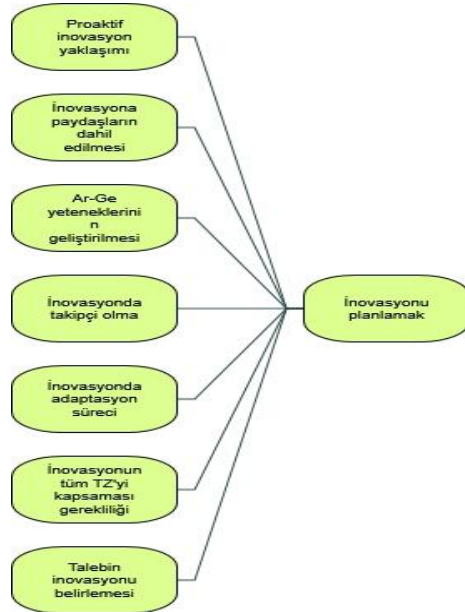 Proaktif
inovasyon
yaklaşımı
İnovasyona
paydaşların
dahil
edilmesi
Ar-Ge
yeteneklerini
n
geliştirilmesi
İnovasyonda
takipçi olma
İnovasyonu
planlamak
İnovasyonda
adaptasyon
süreci
İnovasyonun
tüm TZ'yi
kapsaması
gerekliliği
Talebin
inovasyonu
belirlemesi